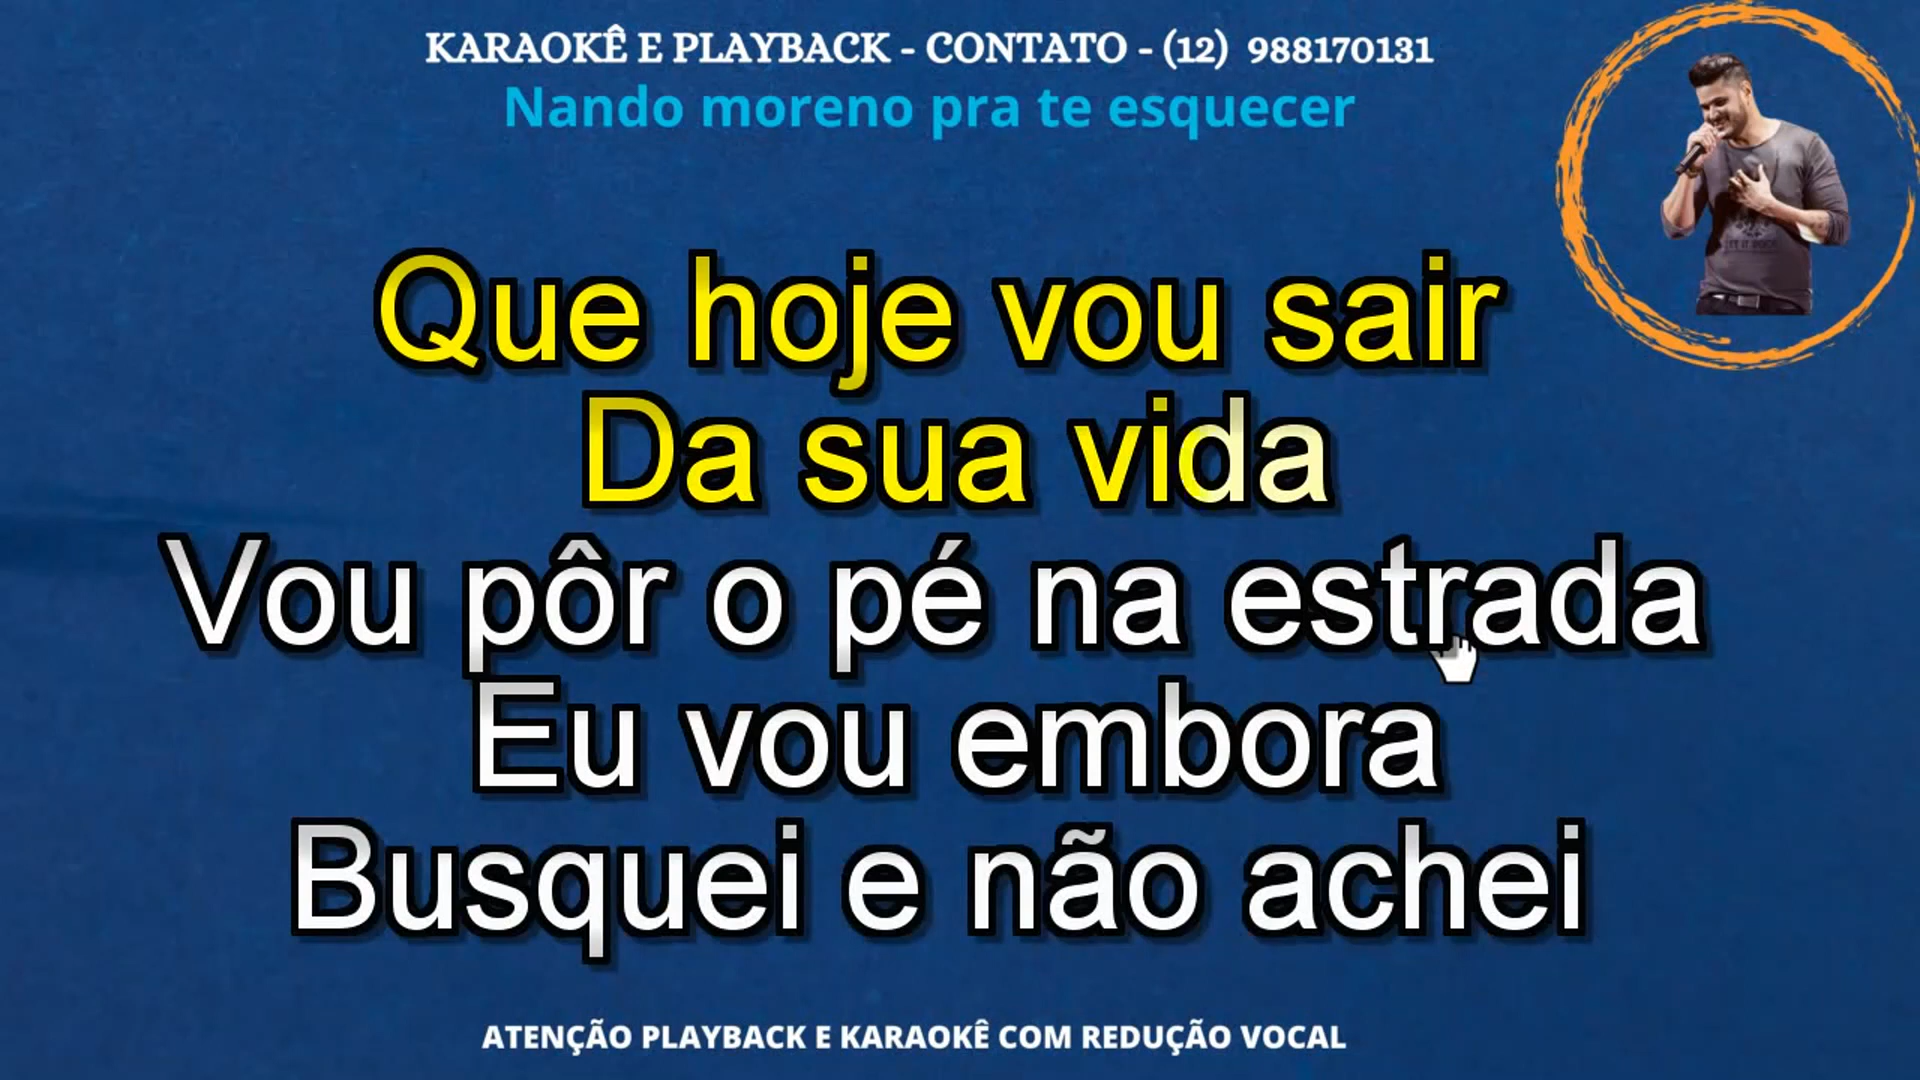 KARAOKÊ E PLAYBACK - CONTATO - (12) 988170131
Nando moreno pra te esquecer
Que hoje vou sair
Da sua vida
Vou pôr o pé na estrada
Eu vou embora
Busquei e não achei
ATENÇÃO PLAYBACK E KARAOKÊ COM REDUÇÃO VOCAL